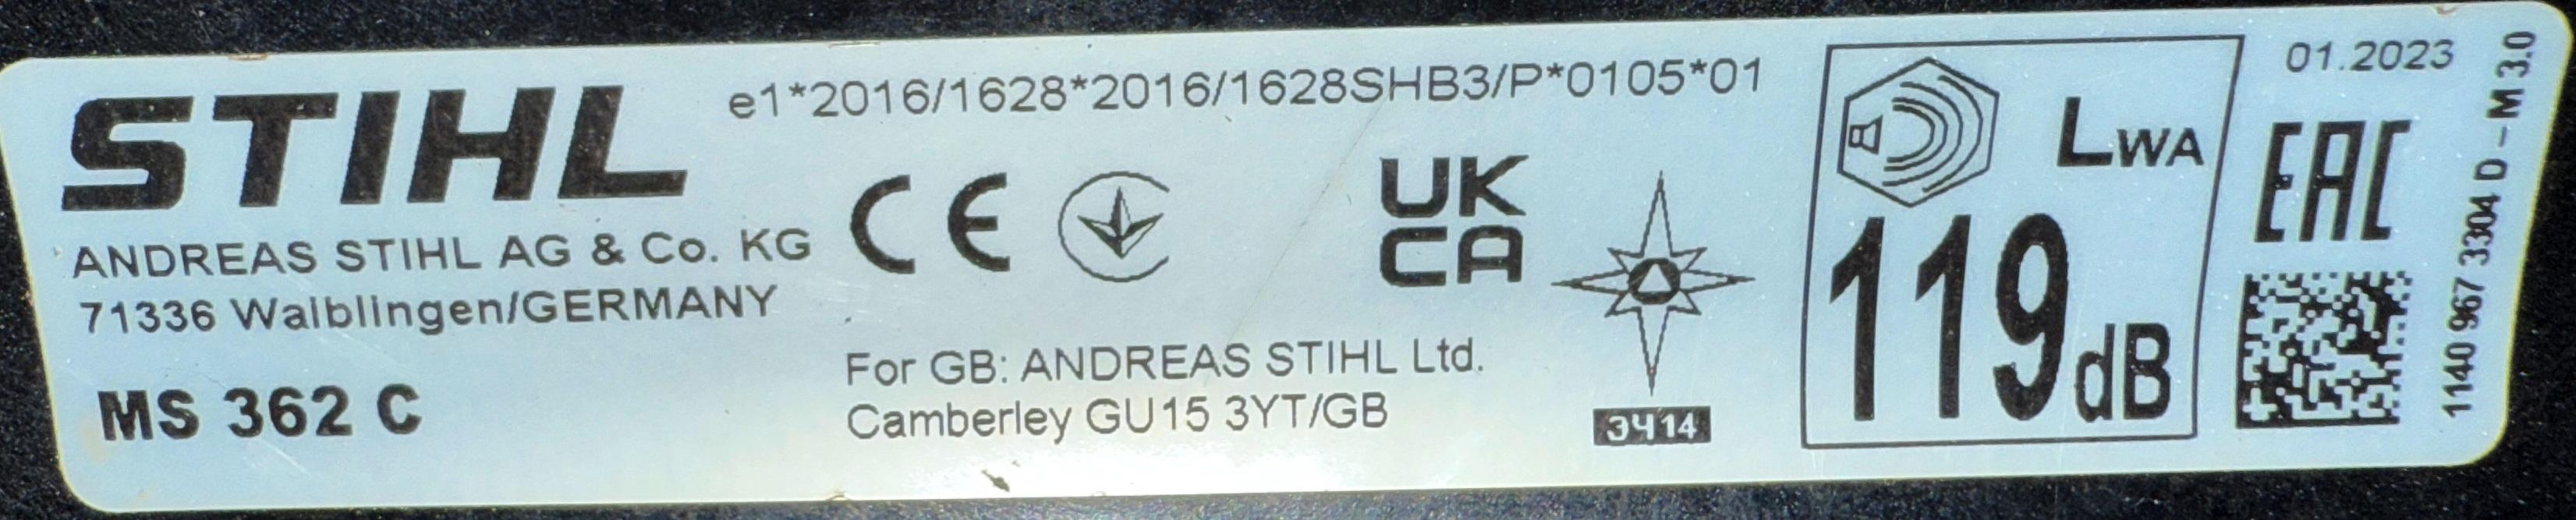 STIHL
e1*2016/1628*2016/1628SHB3/P*0105*01
ANDREAS STIHL AG & Co. KG
71336 Waiblingen/GERMANY
MS 362 C
CE
UK
CA
For GB: ANDREAS STIHL Ltd.
Camberley GU15 3YT/GB
ЭЧ14
LWA
119dB
01.2023
EAC
1140 967 3304 D – M 3.0